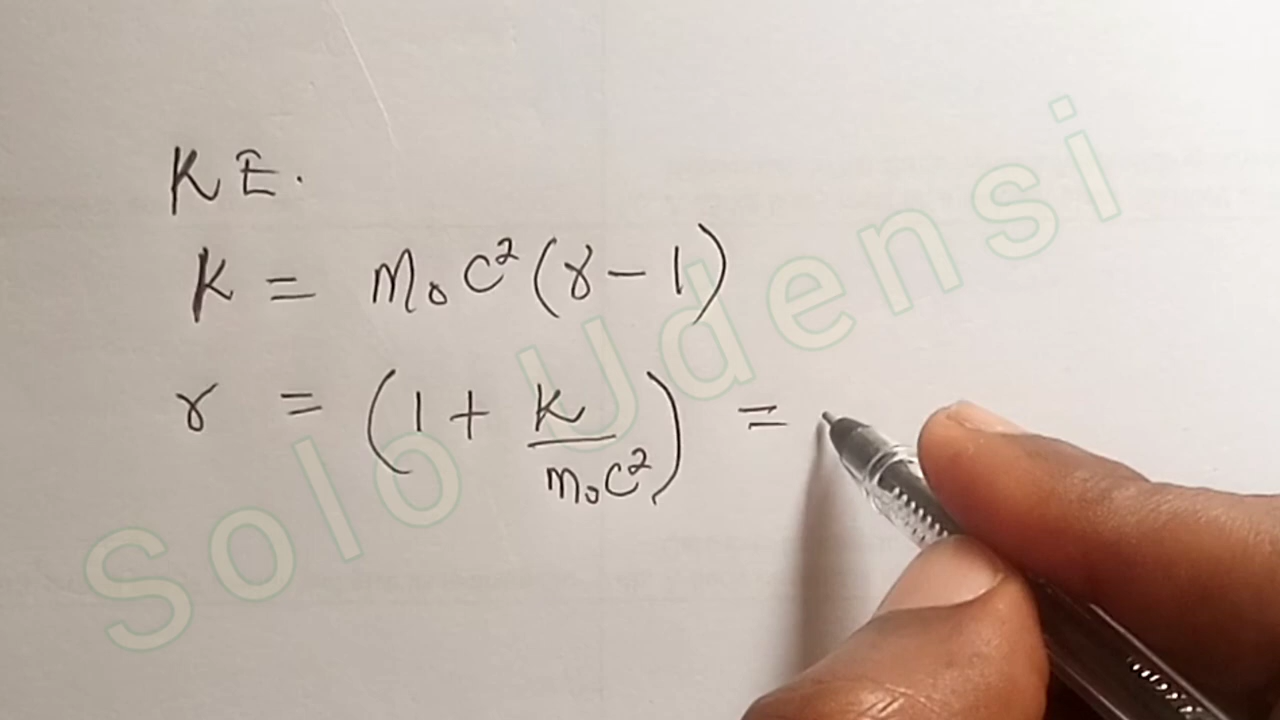 KE.
K = m₀c²(γ - 1)
γ = (1 + K/m₀c²) =
Solo Udensi